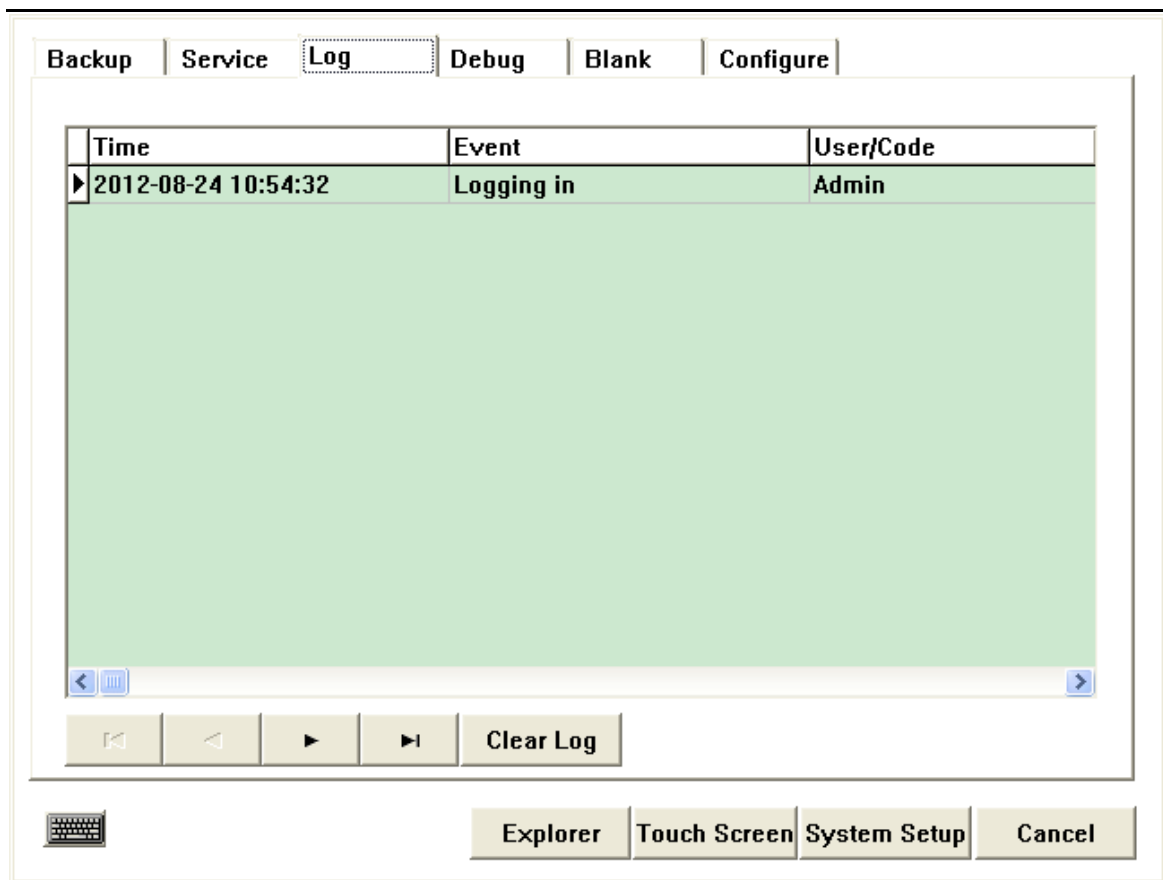 Backup Service Log Debug Blank Configure
Time Event User/Code
2012-08-24 10:54:32 Logging in Admin
Clear Log
Explorer Touch Screen System Setup Cancel